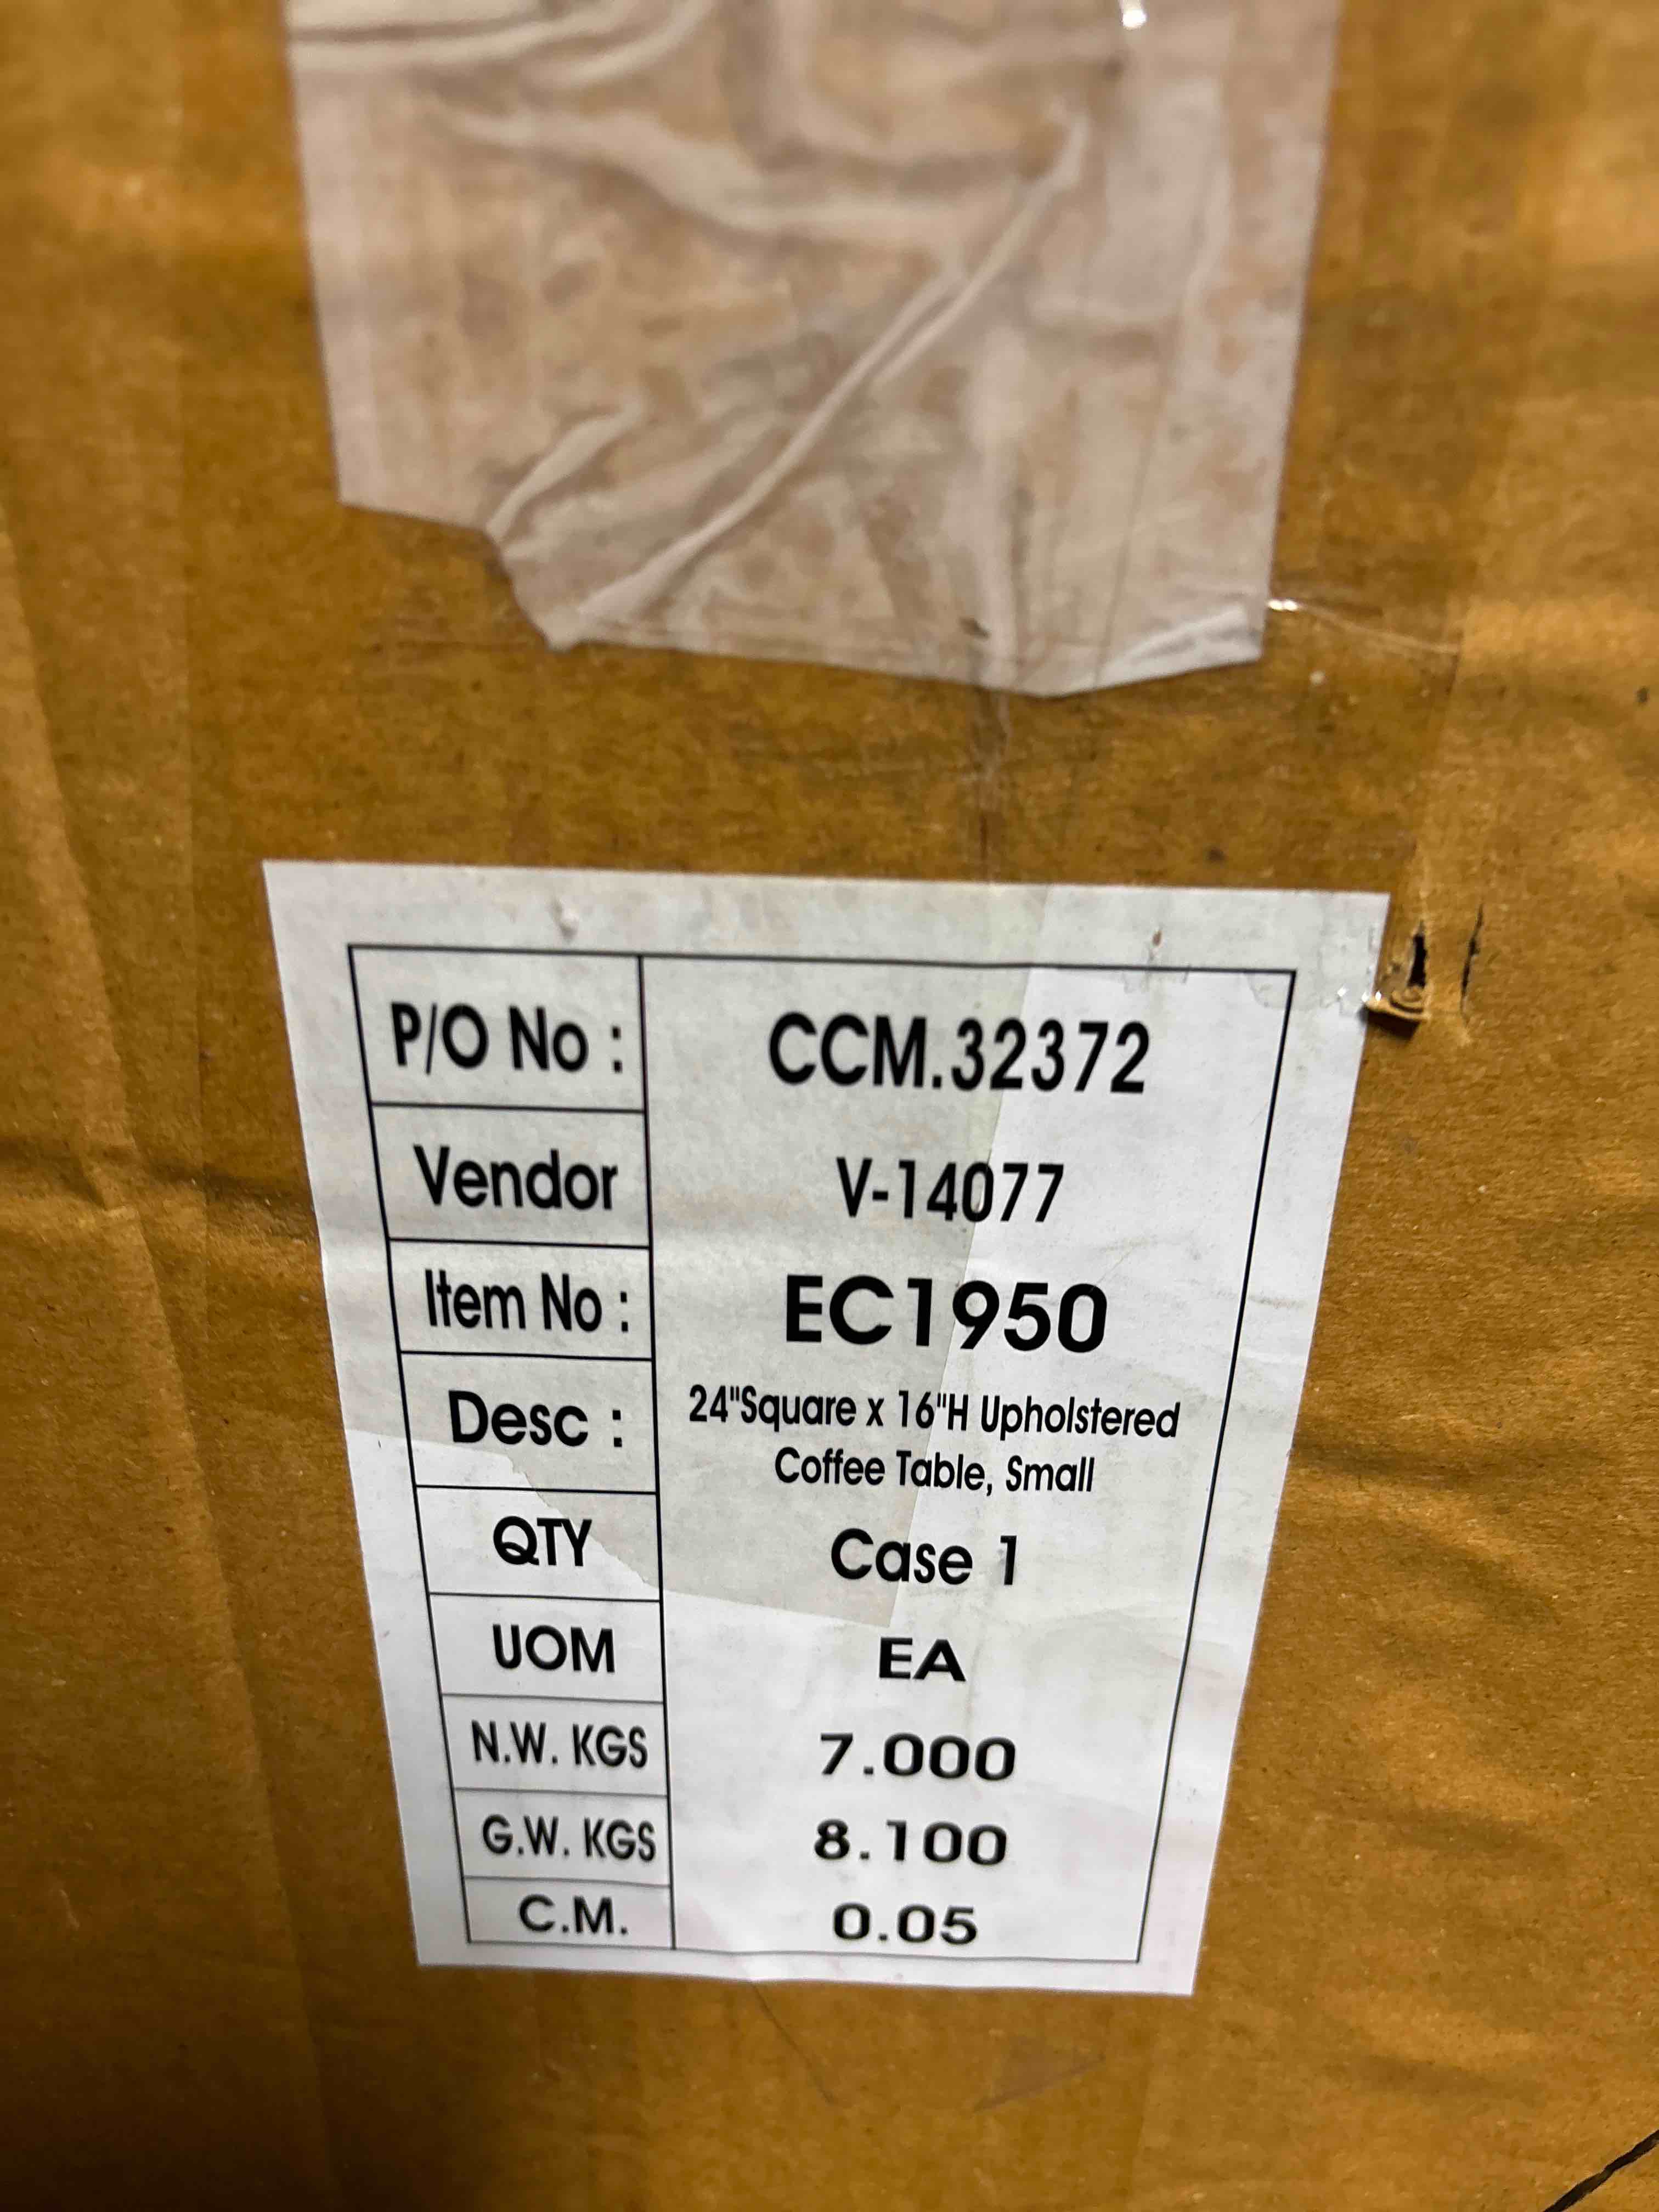 P/O No : CCM.32372
Vendor V-14077
Item No : EC1950
Desc : 24"Square x 16"H Upholstered
Coffee Table, Small
QTY Case 1
UOM EA
N.W. KGS 7.000
G.W. KGS 8.100
C.M. 0.05